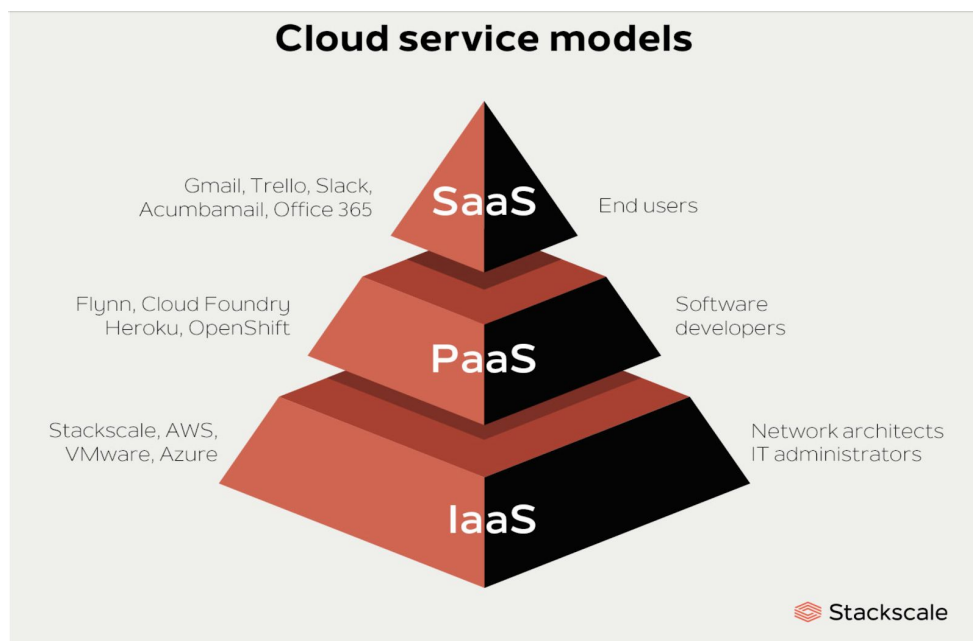 Cloud service models
Gmail, Trello, Slack,
Acumbamail, Office 365
SaaS
End users
Flynn, Cloud Foundry
Heroku, OpenShift
PaaS
Software
developers
Stackscale, AWS,
VMware, Azure
IaaS
Network architects
IT administrators
Stackscale